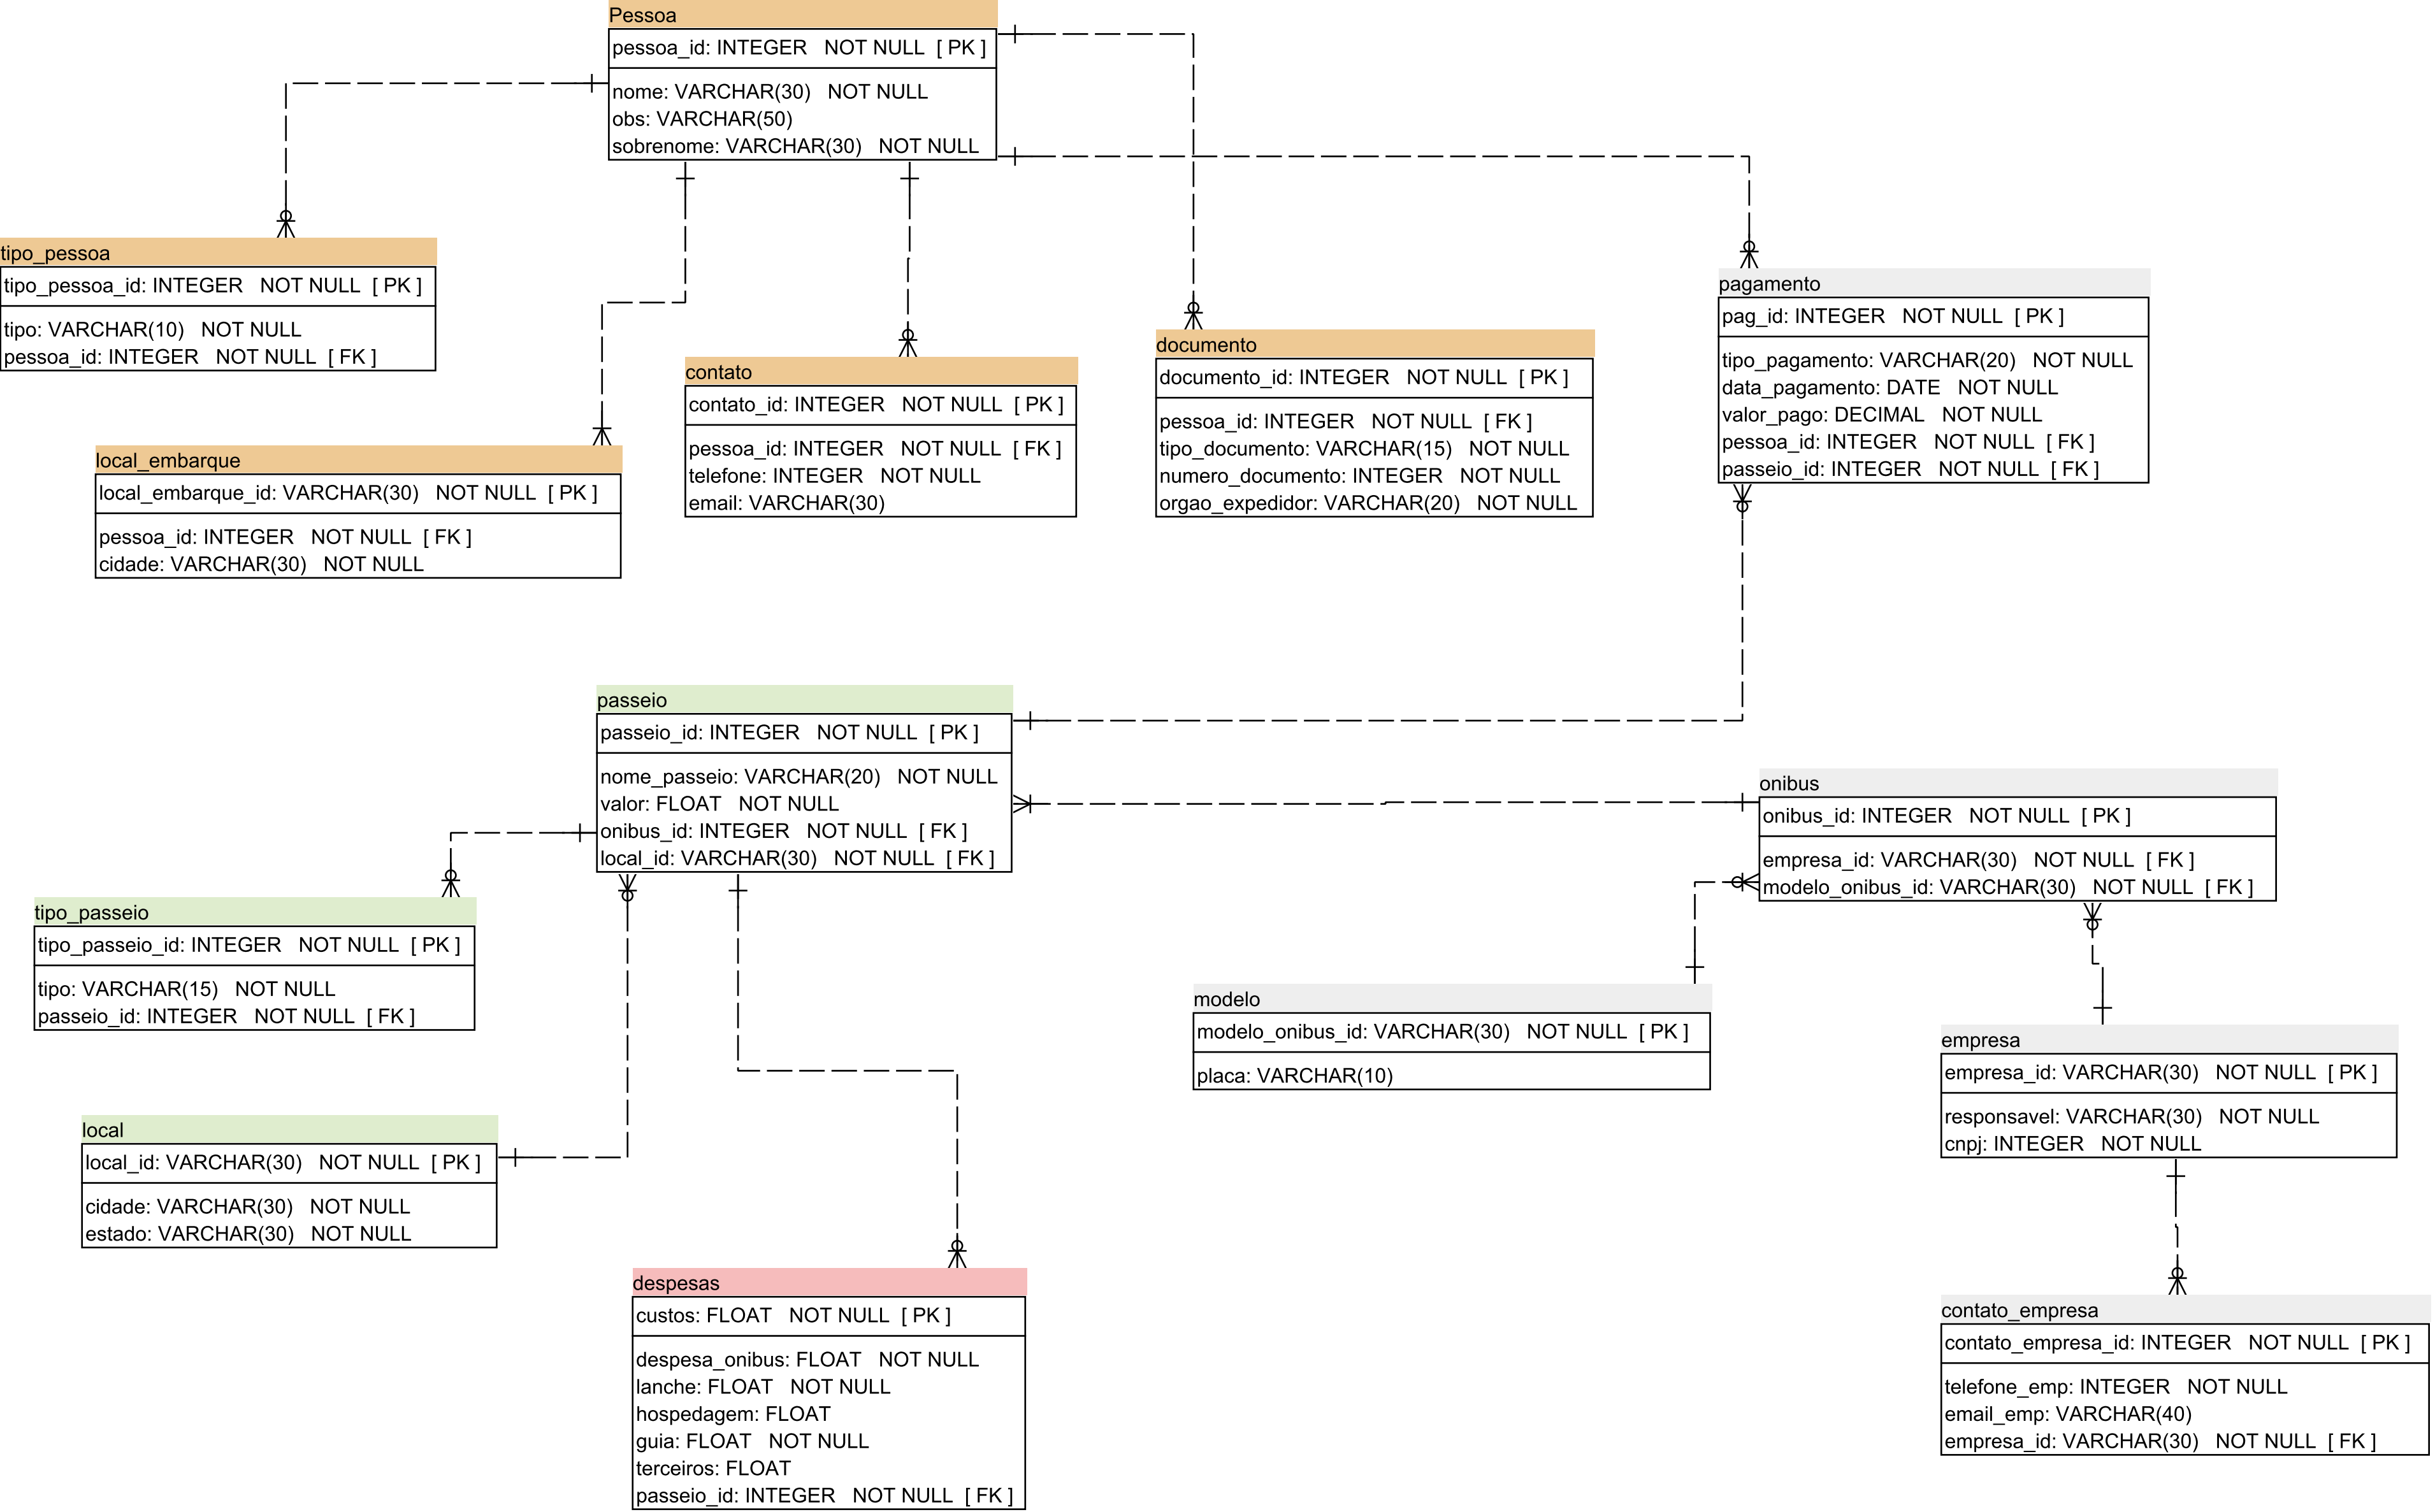 Pessoa
pessoa_id: INTEGER NOT NULL [ PK ]
nome: VARCHAR(30) NOT NULL
obs: VARCHAR(50)
sobrenome: VARCHAR(30) NOT NULL
tipo_pessoa
tipo_pessoa_id: INTEGER NOT NULL [ PK ]
tipo: VARCHAR(10) NOT NULL
pessoa_id: INTEGER NOT NULL [ FK ]
local_embarque
local_embarque_id: VARCHAR(30) NOT NULL [ PK ]
pessoa_id: INTEGER NOT NULL [ FK ]
cidade: VARCHAR(30) NOT NULL
contato
contato_id: INTEGER NOT NULL [ PK ]
pessoa_id: INTEGER NOT NULL [ FK ]
telefone: INTEGER NOT NULL
email: VARCHAR(30)
documento
documento_id: INTEGER NOT NULL [ PK ]
pessoa_id: INTEGER NOT NULL [ FK ]
tipo_documento: VARCHAR(15) NOT NULL
numero_documento: INTEGER NOT NULL
orgao_expedidor: VARCHAR(20) NOT NULL
pagamento
pag_id: INTEGER NOT NULL [ PK ]
tipo_pagamento: VARCHAR(20) NOT NULL
data_pagamento: DATE NOT NULL
valor_pago: DECIMAL NOT NULL
pessoa_id: INTEGER NOT NULL [ FK ]
passeio_id: INTEGER NOT NULL [ FK ]
passeio
passeio_id: INTEGER NOT NULL [ PK ]
nome_passeio: VARCHAR(20) NOT NULL
valor: FLOAT NOT NULL
onibus_id: INTEGER NOT NULL [ FK ]
local_id: VARCHAR(30) NOT NULL [ FK ]
onibus
onibus_id: INTEGER NOT NULL [ PK ]
empresa_id: VARCHAR(30) NOT NULL [ FK ]
modelo_onibus_id: VARCHAR(30) NOT NULL [ FK ]
tipo_passeio
tipo_passeio_id: INTEGER NOT NULL [ PK ]
tipo: VARCHAR(15) NOT NULL
passeio_id: INTEGER NOT NULL [ FK ]
modelo
modelo_onibus_id: VARCHAR(30) NOT NULL [ PK ]
placa: VARCHAR(10)
empresa
empresa_id: VARCHAR(30) NOT NULL [ PK ]
responsavel: VARCHAR(30) NOT NULL
cnpj: INTEGER NOT NULL
local
local_id: VARCHAR(30) NOT NULL [ PK ]
cidade: VARCHAR(30) NOT NULL
estado: VARCHAR(30) NOT NULL
despesas
custos: FLOAT NOT NULL [ PK ]
despesa_onibus: FLOAT NOT NULL
lanche: FLOAT NOT NULL
hospedagem: FLOAT
guia: FLOAT NOT NULL
terceiros: FLOAT
passeio_id: INTEGER NOT NULL [ FK ]
contato_empresa
contato_empresa_id: INTEGER NOT NULL [ PK ]
telefone_emp: INTEGER NOT NULL
email_emp: VARCHAR(40)
empresa_id: VARCHAR(30) NOT NULL [ FK ]